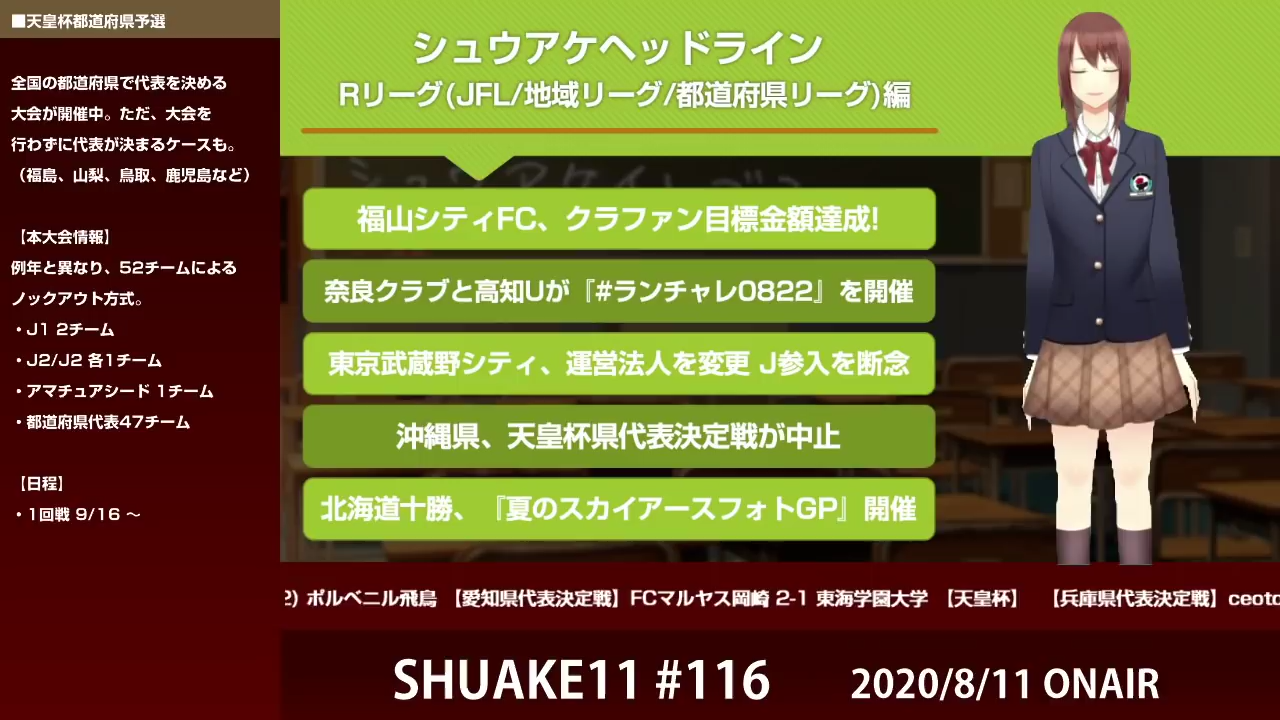 ■天皇杯都道府県予選
全国の都道府県で代表を決める
大会が開催中。ただ、大会を
行わずに代表が決まるケースも。
（福島、山梨、鳥取、鹿児島など）
【本大会情報】
例年と異なり、52チームによる
ノックアウト方式。
・J1 2チーム
・J2/J2 各1チーム
・アマチュアシード 1チーム
・都道府県代表47チーム
【日程】
・1回戦 9/16 ～
シュウアケヘッドライン
Rリーグ(JFL/地域リーグ/都道府県リーグ)編
福山シティFC、クラファン目標金額達成!
奈良クラブと高知Uが『#ランチャレ0822』を開催
東京武蔵野シティ、運営法人を変更 J参入を断念
沖縄県、天皇杯県代表決定戦が中止
北海道十勝、『夏のスカイアースフォトGP』開催
2) ポルベニル飛鳥 【愛知県代表決定戦】FCマルヤス岡崎 2-1 東海学園大学 【天皇杯】 【兵庫県代表決定戦】
SHUAKE11 #116
2020/8/11 ONAIR